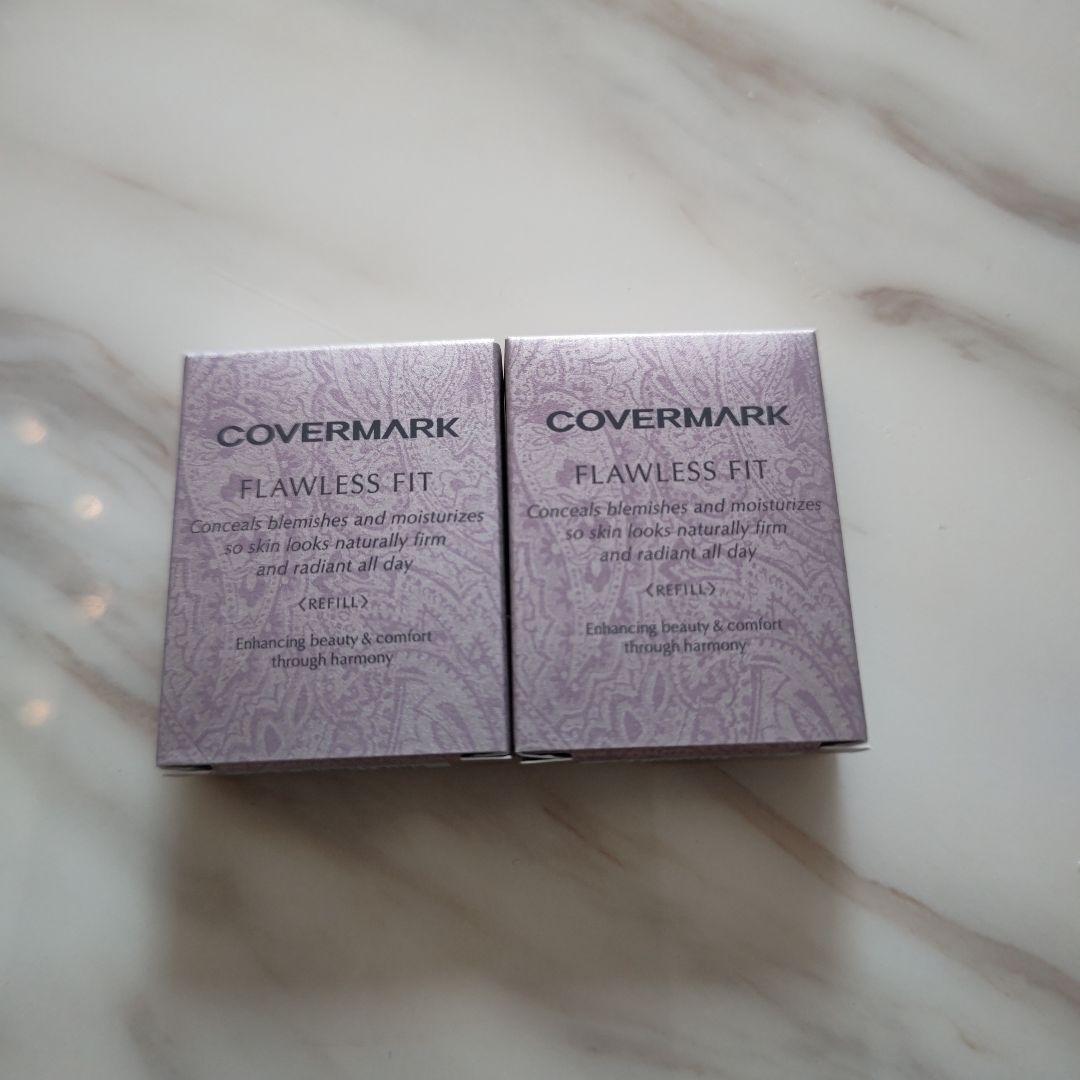 COVERMARK
FLAWLESS FIT
Conceals blemishes and moisturizes
so skin looks naturally firm
and radiant all day
<REFILL>
Enhancing beauty & comfort
through harmony
COVERMARK
FLAWLESS FIT
Conceals blemishes and moisturizes
so skin looks naturally firm
and radiant all day
<REFILL>
Enhancing beauty & comfort
through harmony